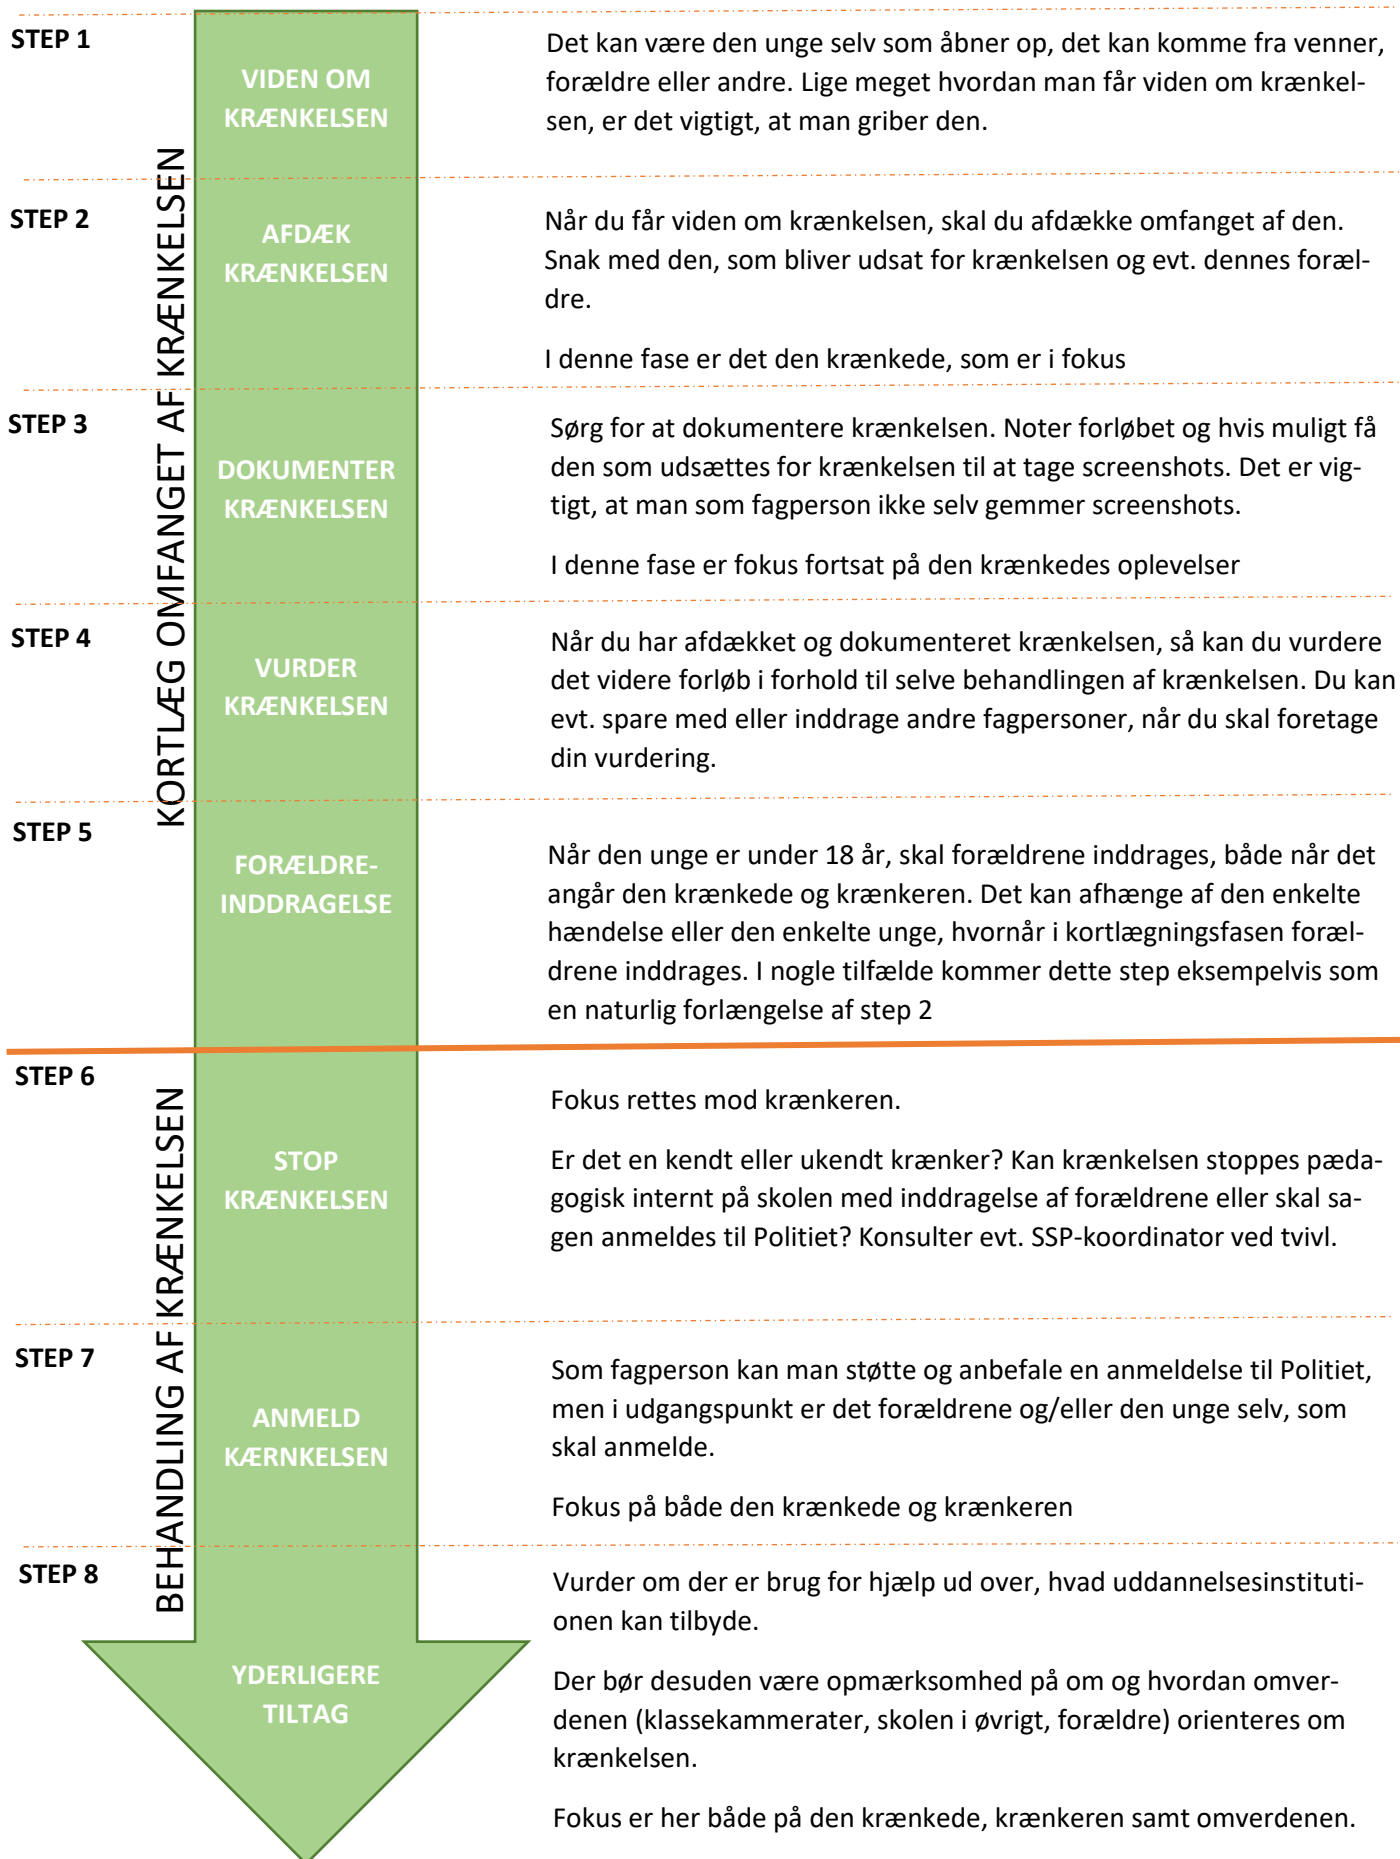 STEP 1
VIDEN OM
KRÆNKELSEN
Det kan være den unge selv som åbner op, det kan komme fra venner,
forældre eller andre. Lige meget hvordan man får viden om krænkel-
sen, er det vigtigt, at man griber den.
KORTLÆG OMFANGET AF KRÆNKELSEN
STEP 2
AFDÆK
KRÆNKELSEN
Når du får viden om krænkelsen, skal du afdække omfanget af den.
Snak med den, som bliver udsat for krænkelsen og evt. dennes foræl-
dre.
I denne fase er det den krænkede, som er i fokus
STEP 3
DOKUMENTER
KRÆNKELSEN
Sørg for at dokumentere krænkelsen. Noter forløbet og hvis muligt få
den som udsættes for krænkelsen til at tage screenshots. Det er vig-
tigt, at man som fagperson ikke selv gemmer screenshots.
I denne fase er fokus fortsat på den krænkedes oplevelser
STEP 4
VURDER
KRÆNKELSEN
Når du har afdækket og dokumenteret krænkelsen, så kan du vurdere
det videre forløb i forhold til selve behandlingen af krænkelsen. Du kan
evt. spare med eller inddrage andre fagpersoner, når du skal foretage
din vurdering.
STEP 5
FORÆLDRE-
INDDRAGELSE
Når den unge er under 18 år, skal forældrene inddrages, både når det
angår den krænkede og krænkeren. Det kan afhænge af den enkelte
hændelse eller den enkelte unge, hvornår i kortlægningsfasen foræl-
drene inddrages. I nogle tilfælde kommer dette step eksempelvis som
en naturlig forlængelse af step 2
STEP 6
BEHANDLING AF KRÆNKELSEN
STOP
KRÆNKELSEN
Fokus rettes mod krænkeren.
Er det en kendt eller ukendt krænker? Kan krænkelsen stoppes pæda-
gogisk internt på skolen med inddragelse af forældrene eller skal sa-
gen anmeldes til Politiet? Konsulter evt. SSP-koordinator ved tvivl.
STEP 7
ANMELD
KÆRNKELSEN
Som fagperson kan man støtte og anbefale en anmeldelse til Politiet,
men i udgangspunkt er det forældrene og/eller den unge selv, som
skal anmelde.
Fokus på både den krænkede og krænkeren
STEP 8
YDERLIGERE
TILTAG
Vurder om der er brug for hjælp ud over, hvad uddannelsesinstituti-
onen kan tilbyde.
Der bør desuden være opmærksomhed på om og hvordan omver-
denen (klassekammerater, skolen i øvrigt, forældre) orienteres om
krænkelsen.
Fokus er her både på den krænkede, krænkeren samt omverdenen.